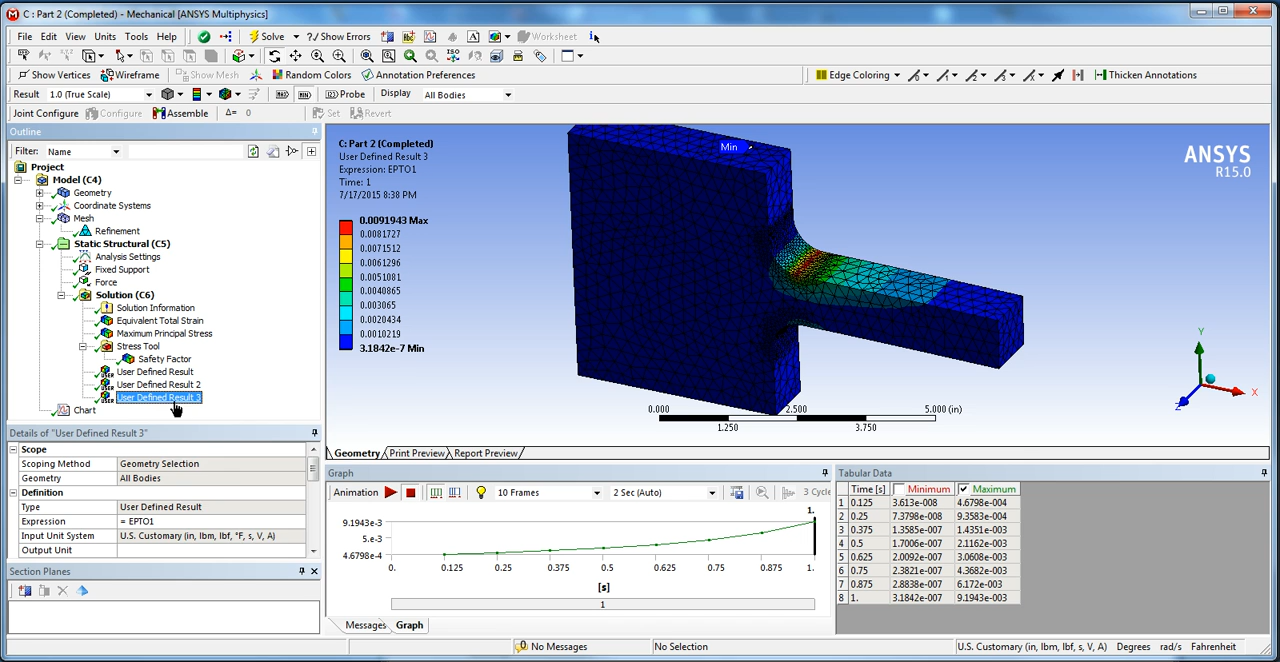 C : Part 2 (Completed) - Mechanical [ANSYS Multiphysics]
File Edit View Units Tools Help Solve ?/ Show Errors Worksheet
Show Vertices Wireframe Show Mesh Random Colors Annotation Preferences Edge Coloring Thicken Annotations
Result 1.0 (True Scale) Probe Display All Bodies
Joint Configure Configure Assemble Δ= 0 Set Revert
Outline
Filter: Name
Project
Model (C4)
Geometry
Coordinate Systems
Mesh
Refinement
Static Structural (C5)
Analysis Settings
Fixed Support
Force
Solution (C6)
Solution Information
Equivalent Total Strain
Maximum Principal Stress
Stress Tool
Safety Factor
User Defined Result
User Defined Result 2
User Defined Result 3
Chart
Details of "User Defined Result 3"
Scope
Scoping Method Geometry Selection
Geometry All Bodies
Definition
Type User Defined Result
Expression = EPTO1
Input Unit System U.S. Customary (in, lbm, lbf, °F, s, V, A)
Output Unit
Section Planes
C: Part 2 (Completed)
User Defined Result 3
Expression: EPTO1
Time: 1
7/17/2015 8:38 PM
0.0091943 Max
0.0081727
0.0071512
0.0061296
0.0051081
0.0040865
0.003065
0.0020434
0.0010219
3.1842e-7 Min
Min
ANSYS
R15.0
0.000 2.500 5.000 (in)
1.250 3.750
Y
X
Z
Geometry Print Preview Report Preview
Graph
Animation 10 Frames 2 Sec (Auto) 3 Cycle
1.
9.1943e-3
5.e-3
4.6798e-4
0. 0.125 0.25 0.375 0.5 0.625 0.75 0.875 1.
[s]
1
Messages Graph
Tabular Data
Time [s] Minimum Maximum
1 0.125 3.613e-008 4.6798e-004
2 0.25 7.3798e-008 9.3583e-004
3 0.375 1.3585e-007 1.4351e-003
4 0.5 1.7006e-007 2.1162e-003
5 0.625 2.0092e-007 3.0608e-003
6 0.75 2.3821e-007 4.3682e-003
7 0.875 2.8838e-007 6.172e-003
8 1. 3.1842e-007 9.1943e-003
No Messages No Selection U.S. Customary (in, lbm, lbf, s, V, A) Degrees rad/s Fahrenheit